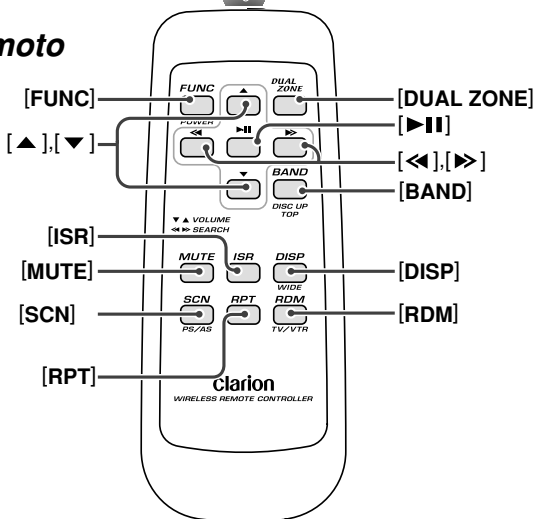 moto
[FUNC]
[▲],[▼]
[ISR]
[MUTE]
[SCN]
[RPT]
FUNC
POWER
▲
DUAL
ZONE
◀◀
▶❚❚
▶▶
▼
BAND
DISC UP
TOP
▼ ▲ VOLUME
◀◀ ▶▶ SEARCH
MUTE ISR DISP
WIDE
SCN RPT RDM
PS/AS TV/VTR
clarion
WIRELESS REMOTE CONTROLLER
[DUAL ZONE]
[▶❚❚]
[◀◀],[▶▶]
[BAND]
[DISP]
[RDM]